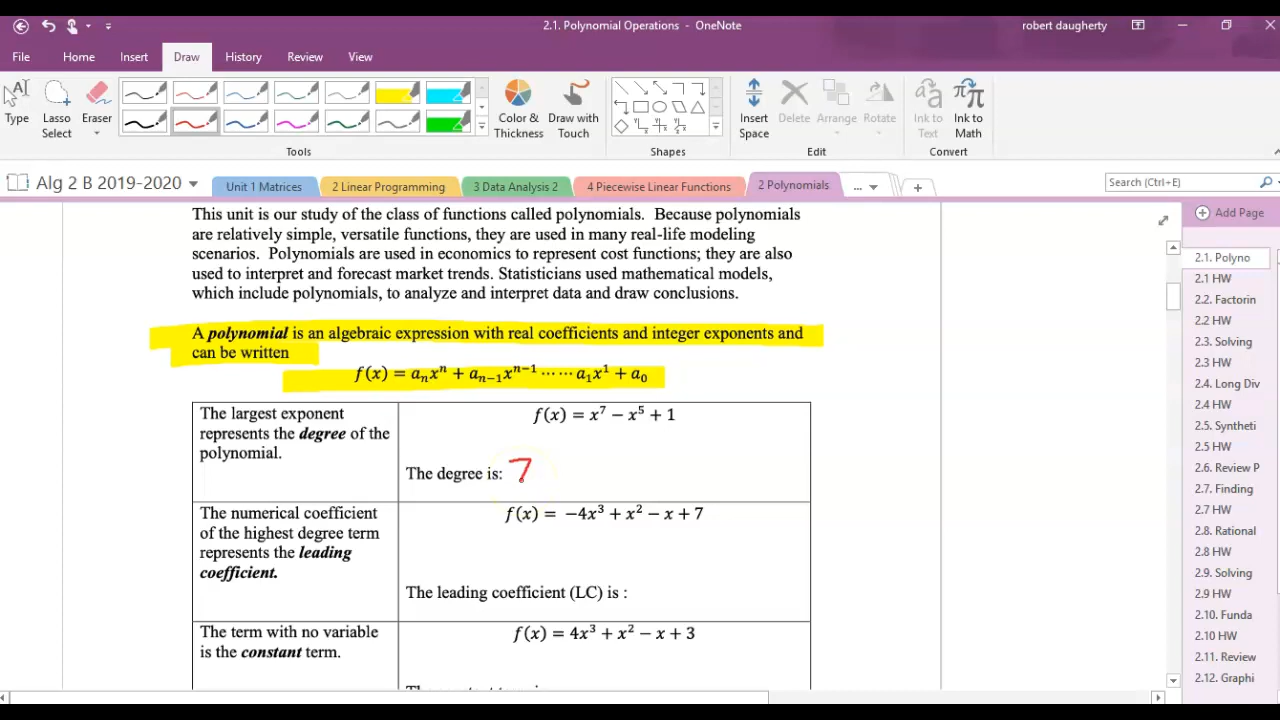 2.1. Polynomial Operations - OneNote
robert daugherty
File Home Insert Draw History Review View
Type
Lasso Select
Eraser
Color & Thickness
Draw with Touch
Insert Space
Delete
Arrange
Rotate
Ink to Text
Ink to Math
Tools
Shapes
Edit
Convert
Alg 2 B 2019-2020
Unit 1 Matrices
2 Linear Programming
3 Data Analysis 2
4 Piecewise Linear Functions
2 Polynomials
...
Search (Ctrl+E)
This unit is our study of the class of functions called polynomials. Because polynomials
are relatively simple, versatile functions, they are used in many real-life modeling
scenarios. Polynomials are used in economics to represent cost functions; they are also
used to interpret and forecast market trends. Statisticians used mathematical models,
which include polynomials, to analyze and interpret data and draw conclusions.
A polynomial is an algebraic expression with real coefficients and integer exponents and
can be written
f(x) = aₙxⁿ + aₙ₋₁xⁿ⁻¹ ⋯⋯ a₁x¹ + a₀
The largest exponent
represents the degree of the
polynomial.
f(x) = x⁷ − x⁵ + 1
The degree is: 7
The numerical coefficient
of the highest degree term
represents the leading
coefficient.
f(x) = −4x³ + x² − x + 7
The leading coefficient (LC) is :
The term with no variable
is the constant term.
f(x) = 4x³ + x² − x + 3
Add Page
2.1. Polyno
2.1 HW
2.2. Factorin
2.2 HW
2.3. Solving
2.3 HW
2.4. Long Div
2.4 HW
2.5. Syntheti
2.5 HW
2.6. Review P
2.7. Finding
2.7 HW
2.8. Rational
2.8 HW
2.9. Solving
2.9 HW
2.10. Funda
2.10 HW
2.11. Review
2.12. Graphi